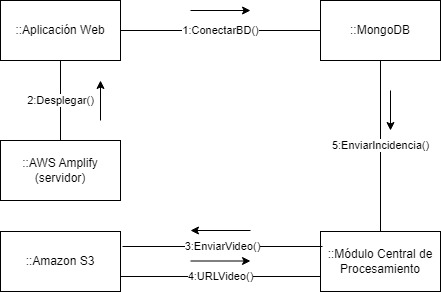 ::Aplicación Web
1:ConectarBD()
::MongoDB
2:Desplegar()
5:EnviarIncidencia()
::AWS Amplify
(servidor)
3:EnviarVideo()
::Amazon S3
::Módulo Central de
Procesamiento
4:URLVideo()